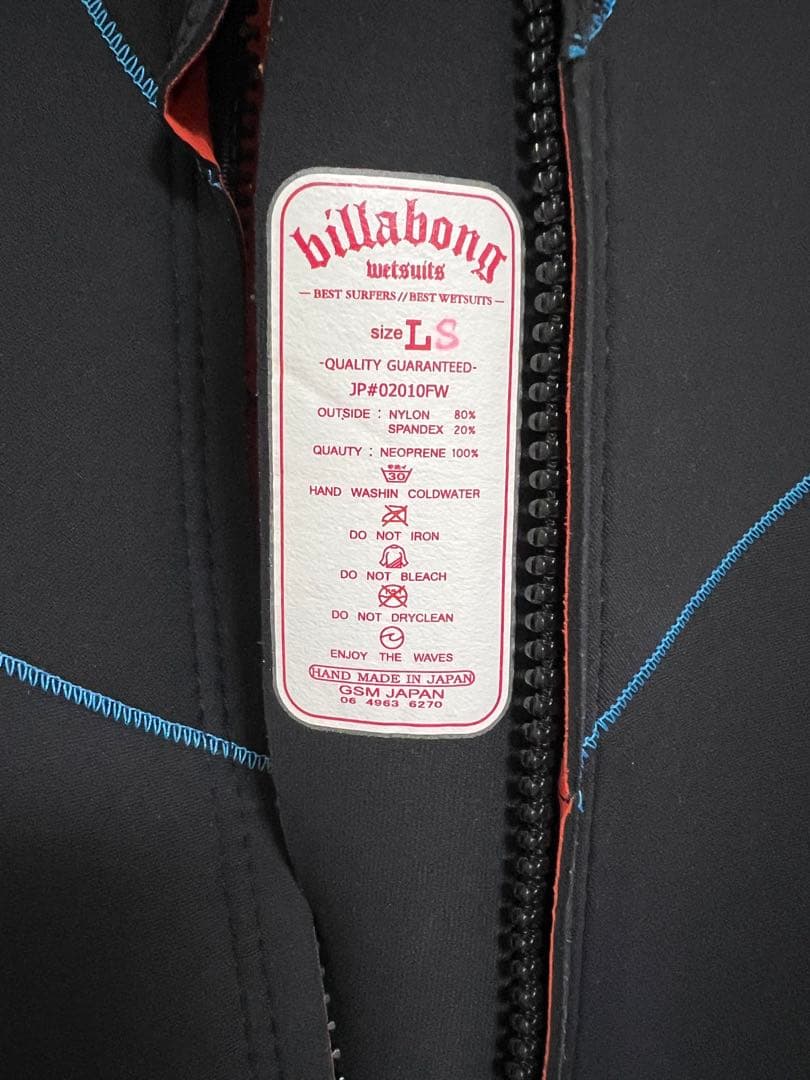 billabong
wetsuits
— BEST SURFERS//BEST WETSUITS —
size L S
-QUALITY GUARANTEED-
JP#02010FW
OUTSIDE : NYLON 80%
SPANDEX 20%
QUAUTY : NEOPRENE 100%
30
HAND WASHIN COLDWATER
DO NOT IRON
DO NOT BLEACH
DO NOT DRYCLEAN
ENJOY THE WAVES
HAND MADE IN JAPAN
GSM JAPAN
06 4963 6270